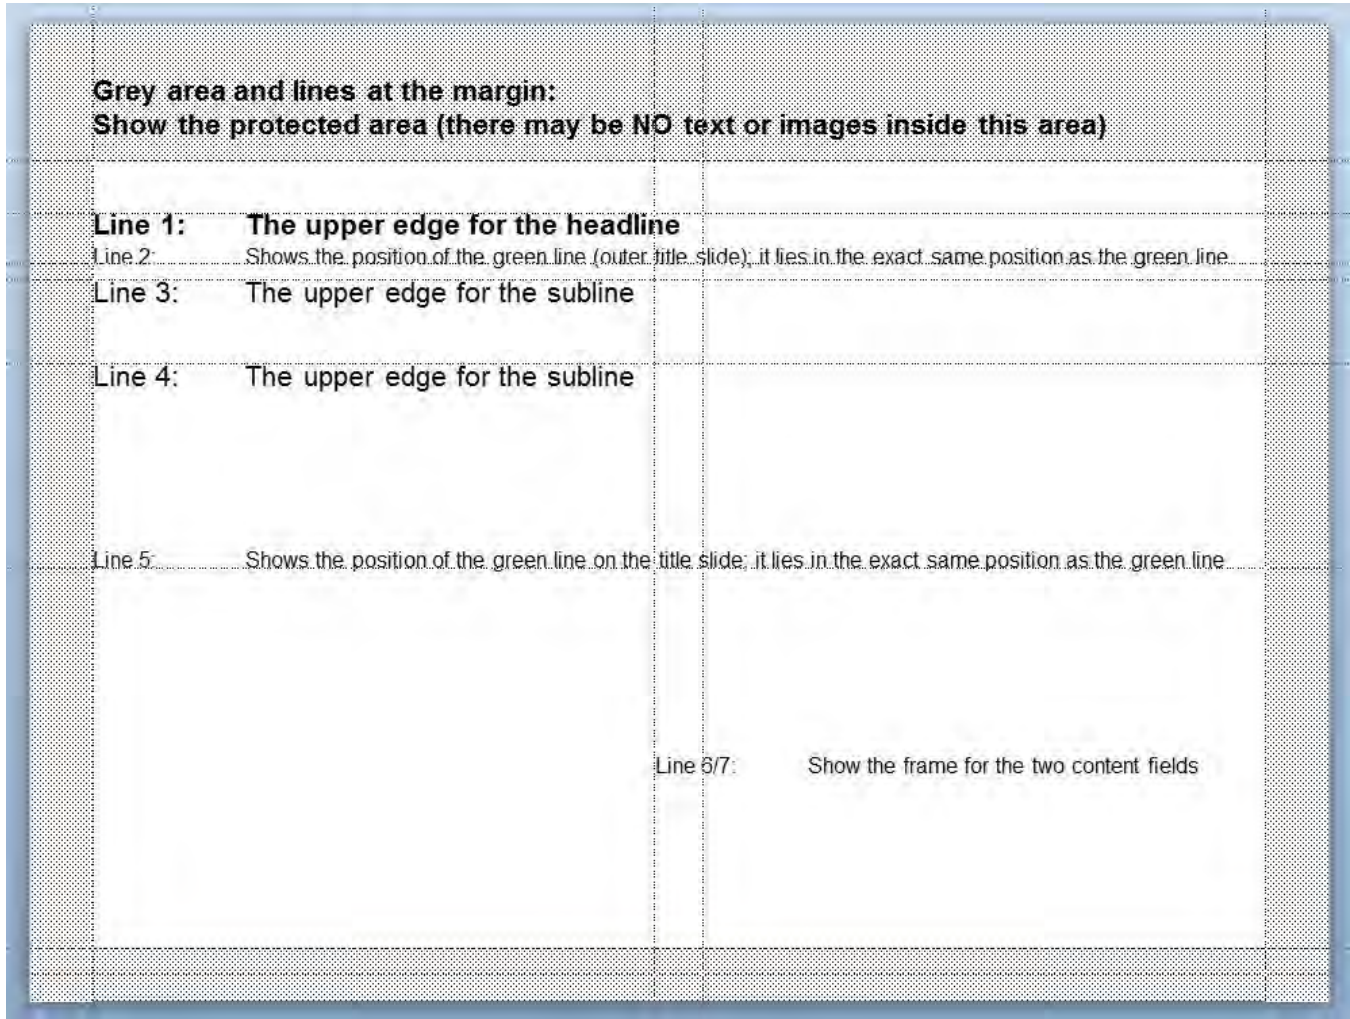 Grey area and lines at the margin:
Show the protected area (there may be NO text or images inside this area)
Line 1: The upper edge for the headline
Line 2: Shows the position of the green line (outer title slide); it lies in the exact same position as the green line
Line 3: The upper edge for the subline
Line 4: The upper edge for the subline
Line 5: Shows the position of the green line on the title slide; it lies in the exact same position as the green line
Line 6/7: Show the frame for the two content fields